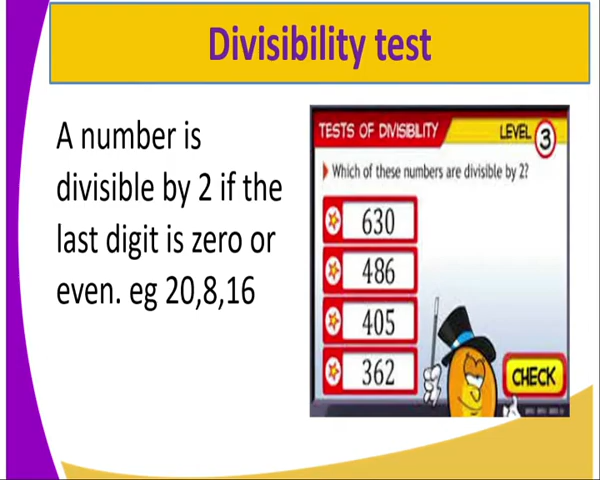 Divisibility test
A number is
divisible by 2 if the
last digit is zero or
even. eg 20,8,16
TESTS OF DIVISIBILITY
LEVEL 3
Which of these numbers are divisible by 2?
630
486
405
362
CHECK